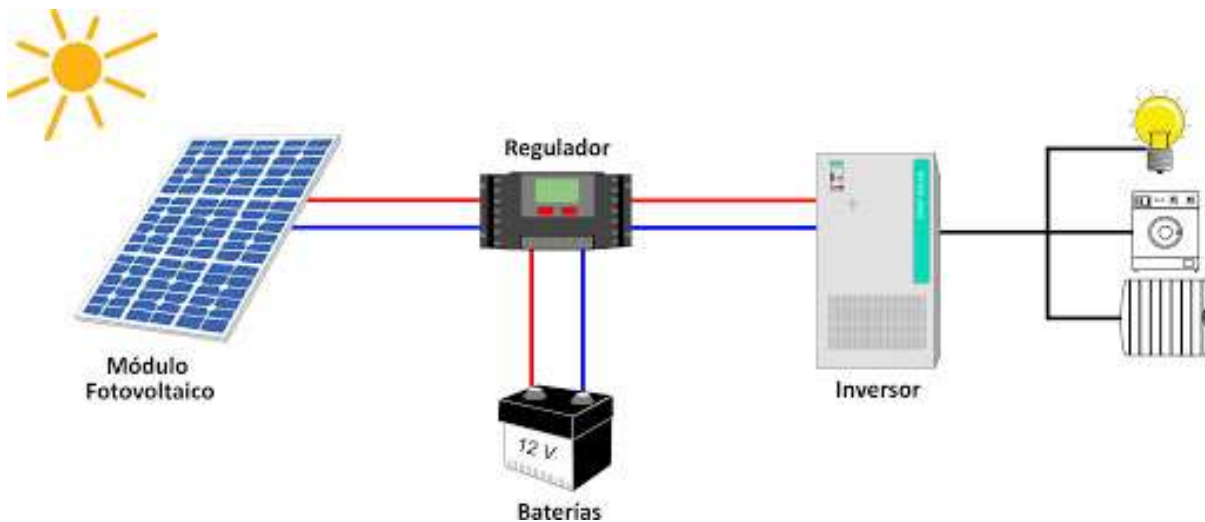 Regulador
Módulo
Fotovoltaico
Inversor
12 V.
Baterías